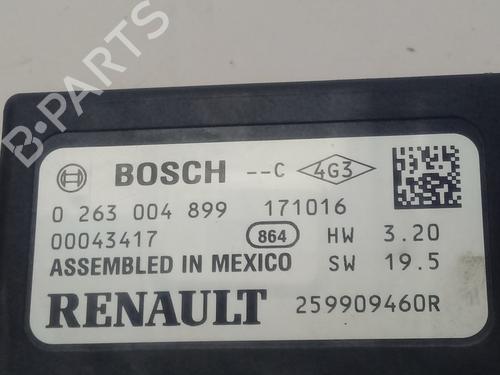 B-PARTS
BOSCH --C 4G3
0 263 004 899 171016
00043417 864 HW 3.20
ASSEMBLED IN MEXICO SW 19.5
RENAULT 259909460R